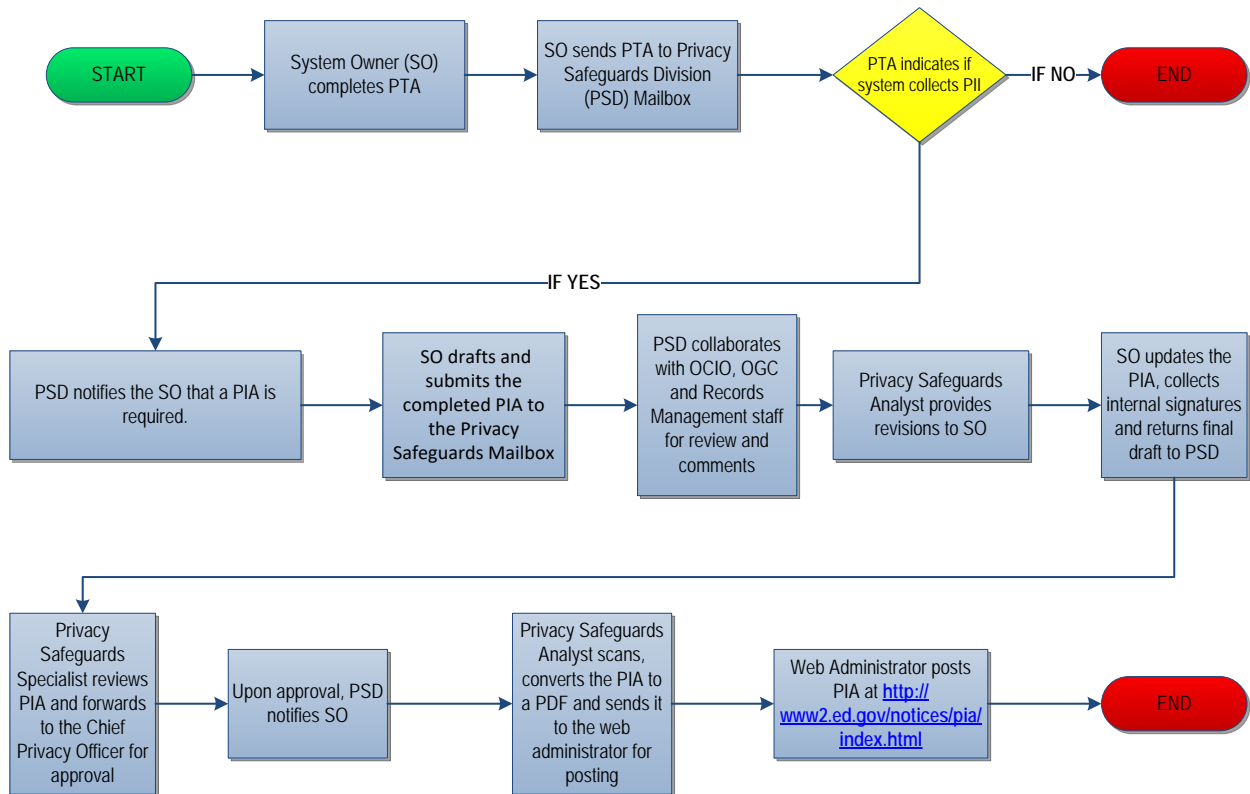 START
System Owner (SO)
completes PTA
SO sends PTA to Privacy
Safeguards Division
(PSD) Mailbox
PTA indicates if
system collects PII
IF NO
END
IF YES
PSD notifies the SO that a PIA is
required.
SO drafts and
submits the
completed PIA to
the Privacy
Safeguards Mailbox
PSD collaborates
with OCIO, OGC
and Records
Management staff
for review and
comments
Privacy Safeguards
Analyst provides
revisions to SO
SO updates the
PIA, collects
internal signatures
and returns final
draft to PSD
Privacy
Safeguards
Specialist reviews
PIA and forwards
to the Chief
Privacy Officer for
approval
Upon approval, PSD
notifies SO
Privacy Safeguards
Analyst scans,
converts the PIA to
a PDF and sends it
to the web
administrator for
posting
Web Administrator posts
PIA at http://
www2.ed.gov/notices/pia/
index.html
END